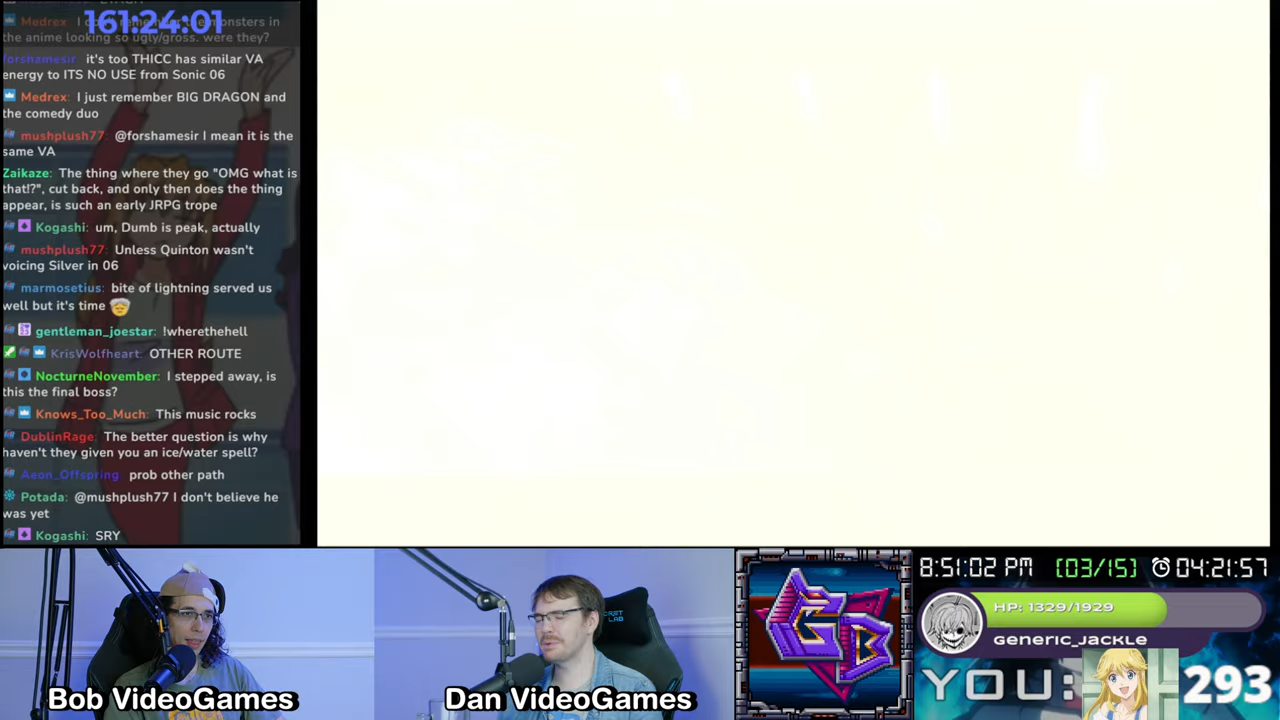 161:24:01
Medrex: I don't remember the monsters in
the anime looking so ugly/gross. were they?
forshamesir it's too THICC has similar VA
energy to ITS NO USE from Sonic 06
Medrex: I just remember BIG DRAGON and
the comedy duo
mushplush77: @forshamesir I mean it is the
same VA
Zaikaze: The thing where they go "OMG what is
that!?", cut back, and only then does the thing
appear, is such an early JRPG trope
Kogashi: um, Dumb is peak, actually
mushplush77: Unless Quinton wasn't
voicing Silver in 06
marmosetius: bite of lightning served us
well but it's time
gentleman_joestar: !wherethehell
KrisWolfheart: OTHER ROUTE
NocturneNovember: I stepped away, is
this the final boss?
Knows_Too_Much: This music rocks
DublinRage: The better question is why
haven't they given you an ice/water spell?
Aeon_Offspring prob other path
Potada: @mushplush77 I don't believe he
was yet
Kogashi: SRY
Bob VideoGames
Dan VideoGames
GB
8:51:02 PM [03/15] 04:21:57
HP: 1329/1929
GENERIC_JACKLE
YOU: 293